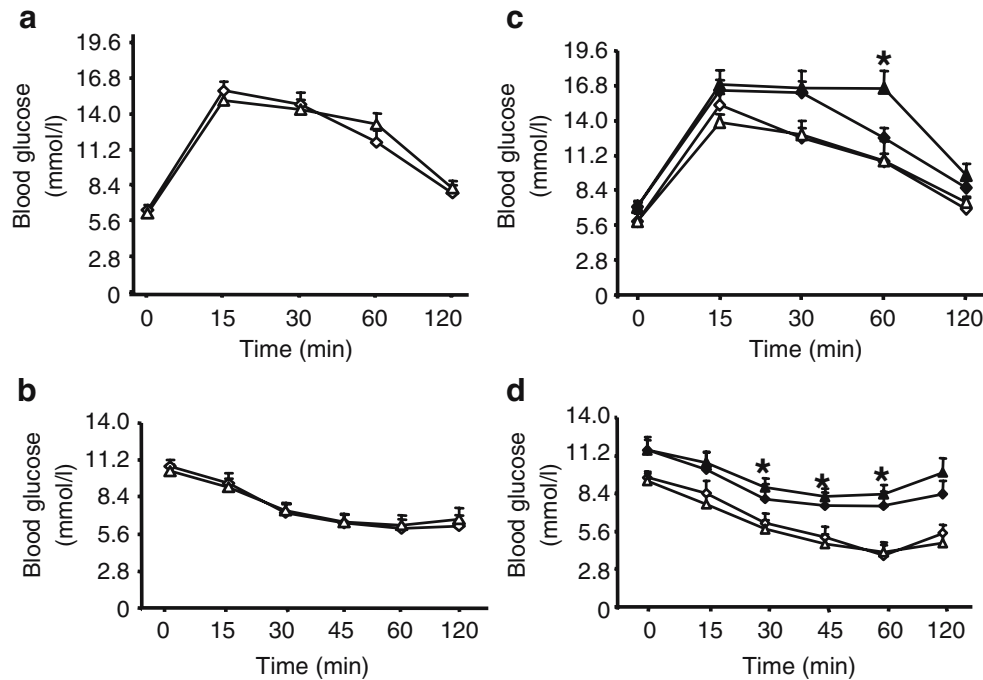 a
19.6
16.8
14.0
11.2
8.4
5.6
2.8
0
Blood glucose
(mmol/l)
0 15 30 60 120
Time (min)
c
19.6
16.8
14.0
11.2
8.4
5.6
2.8
0
Blood glucose
(mmol/l)
*
0 15 30 60 120
Time (min)
b
14.0
11.2
8.4
5.6
2.8
0
Blood glucose
(mmol/l)
0 15 30 45 60 120
Time (min)
d
14.0
11.2
8.4
5.6
2.8
0
Blood glucose
(mmol/l)
* * *
0 15 30 45 60 120
Time (min)